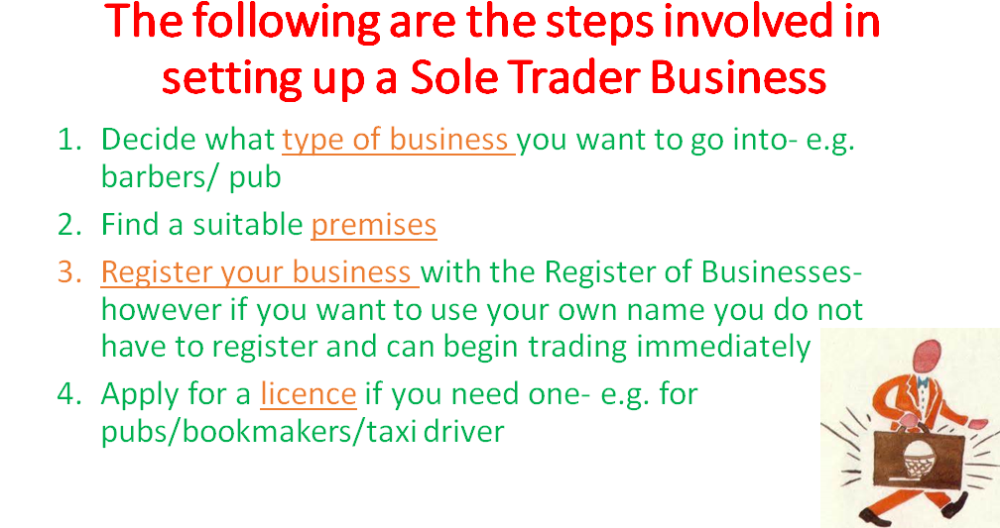 The following are the steps involved in
setting up a Sole Trader Business
1. Decide what type of business you want to go into- e.g.
barbers/ pub
2. Find a suitable premises
3. Register your business with the Register of Businesses-
however if you want to use your own name you do not
have to register and can begin trading immediately
4. Apply for a licence if you need one- e.g. for
pubs/bookmakers/taxi driver